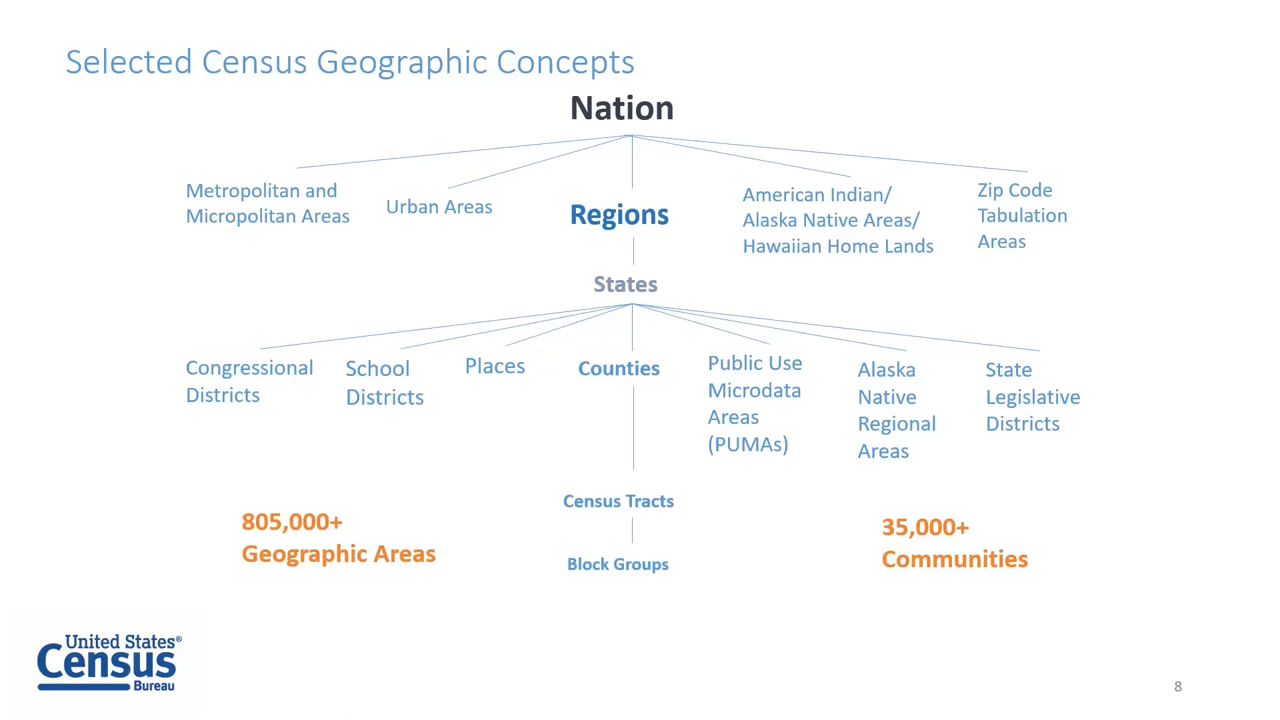 Selected Census Geographic Concepts
Nation
Metropolitan and
Micropolitan Areas
Urban Areas
Regions
American Indian/
Alaska Native Areas/
Hawaiian Home Lands
Zip Code
Tabulation
Areas
States
Congressional
Districts
School
Districts
Places
Counties
Public Use
Microdata
Areas
(PUMAs)
Alaska
Native
Regional
Areas
State
Legislative
Districts
Census Tracts
Block Groups
805,000+
Geographic Areas
35,000+
Communities
United States®
Census
Bureau
8